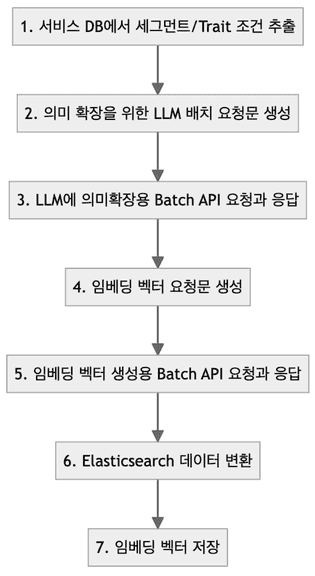 1. 서비스 DB에서 세그먼트/Trait 조건 추출
2. 의미 확장을 위한 LLM 배치 요청문 생성
3. LLM에 의미확장용 Batch API 요청과 응답
4. 임베딩 벡터 요청문 생성
5. 임베딩 벡터 생성용 Batch API 요청과 응답
6. Elasticsearch 데이터 변환
7. 임베딩 벡터 저장